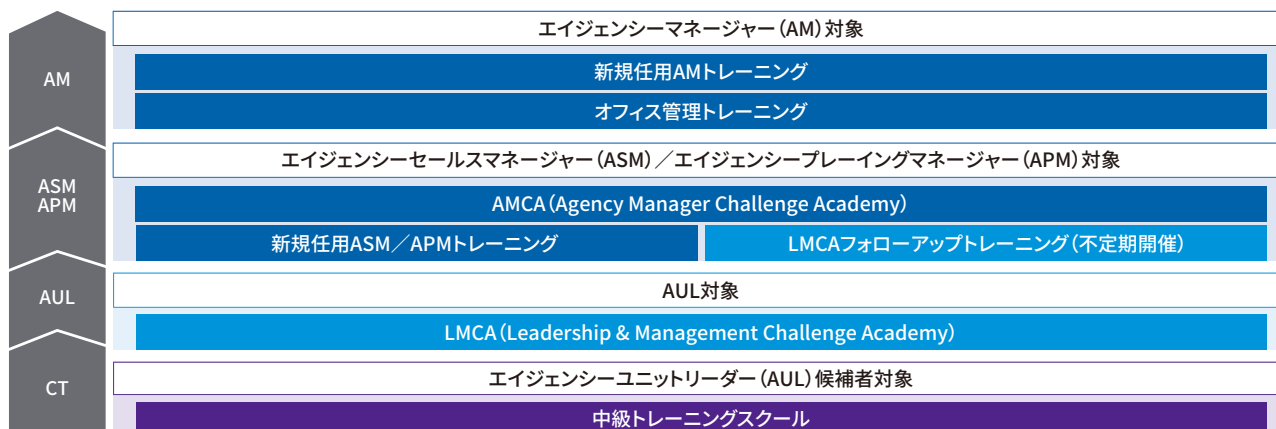 AM
エイジェンシーマネージャー（AM）対象
新規任用AMトレーニング
オフィス管理トレーニング
ASM
APM
エイジェンシーセールスマネージャー（ASM）／エイジェンシープレーイングマネージャー（APM）対象
AMCA（Agency Manager Challenge Academy）
新規任用ASM／APMトレーニング
LMCAフォローアップトレーニング（不定期開催）
AUL
AUL対象
LMCA（Leadership & Management Challenge Academy）
CT
エイジェンシーユニットリーダー（AUL）候補者対象
中級トレーニングスクール